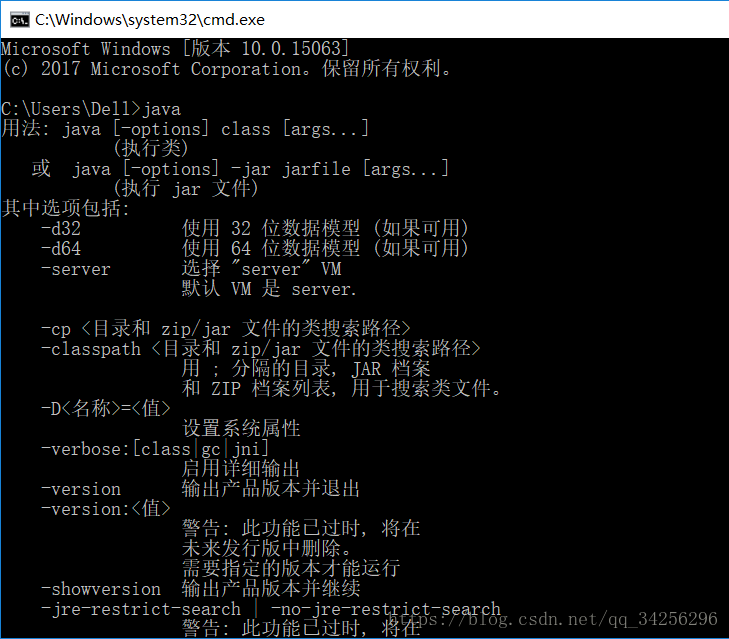 C:\Windows\system32\cmd.exe
Microsoft Windows [版本 10.0.15063]
(c) 2017 Microsoft Corporation。保留所有权利。
C:\Users\Dell>java
用法: java [-options] class [args...]
(执行类)
或  java [-options] -jar jarfile [args...]
(执行 jar 文件)
其中选项包括:
-d32 使用 32 位数据模型 (如果可用)
-d64 使用 64 位数据模型 (如果可用)
-server 选择 "server" VM
默认 VM 是 server.
-cp <目录和 zip/jar 文件的类搜索路径>
-classpath <目录和 zip/jar 文件的类搜索路径>
用 ; 分隔的目录, JAR 档案
和 ZIP 档案列表, 用于搜索类文件。
-D<名称>=<值>
设置系统属性
-verbose:[class|gc|jni]
启用详细输出
-version 输出产品版本并退出
-version:<值>
警告: 此功能已过时, 将在
未来发行版中删除。
需要指定的版本才能运行
-showversion 输出产品版本并继续
-jre-restrict-search | -no-jre-restrict-search
警告: 此功能已过时, 将在
https://blog.csdn.net/qq_34256296